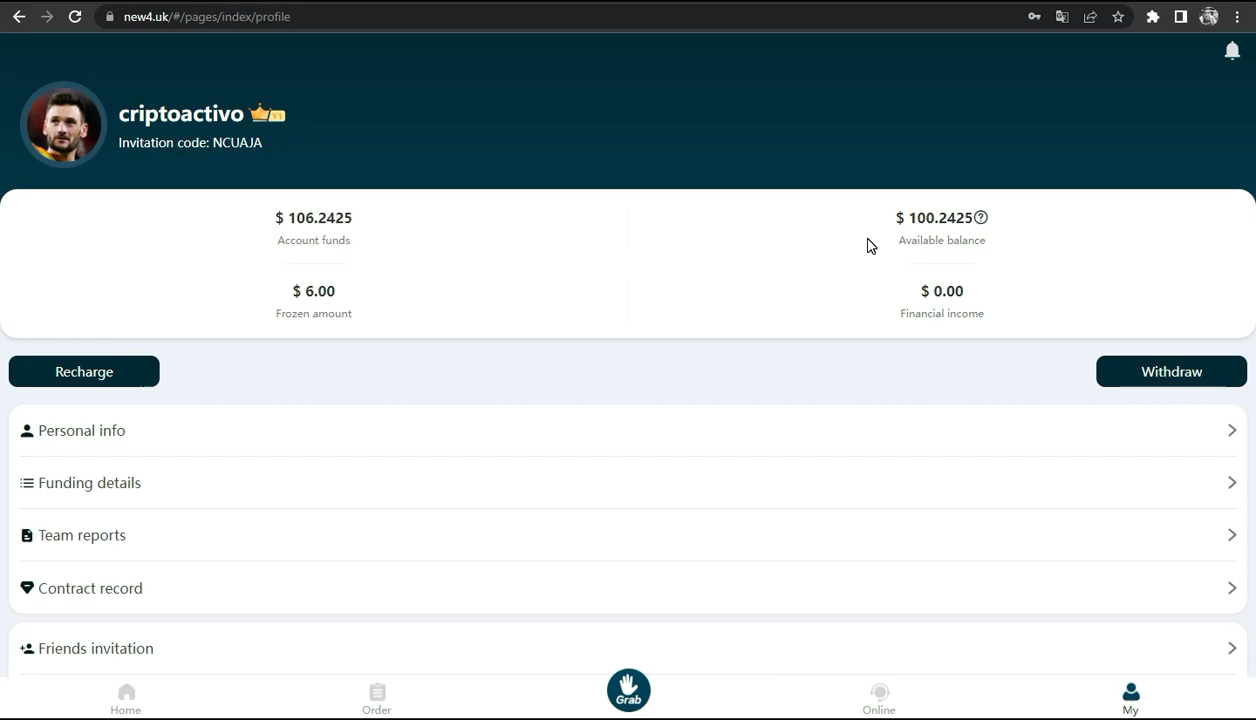 new4.uk/#/pages/index/profile
criptoactivo
Invitation code: NCUAJA
$ 106.2425
Account funds
$ 100.2425
Available balance
$ 6.00
Frozen amount
$ 0.00
Financial income
Recharge
Withdraw
Personal info
Funding details
Team reports
Contract record
Friends invitation
Home
Order
Grab
Online
My